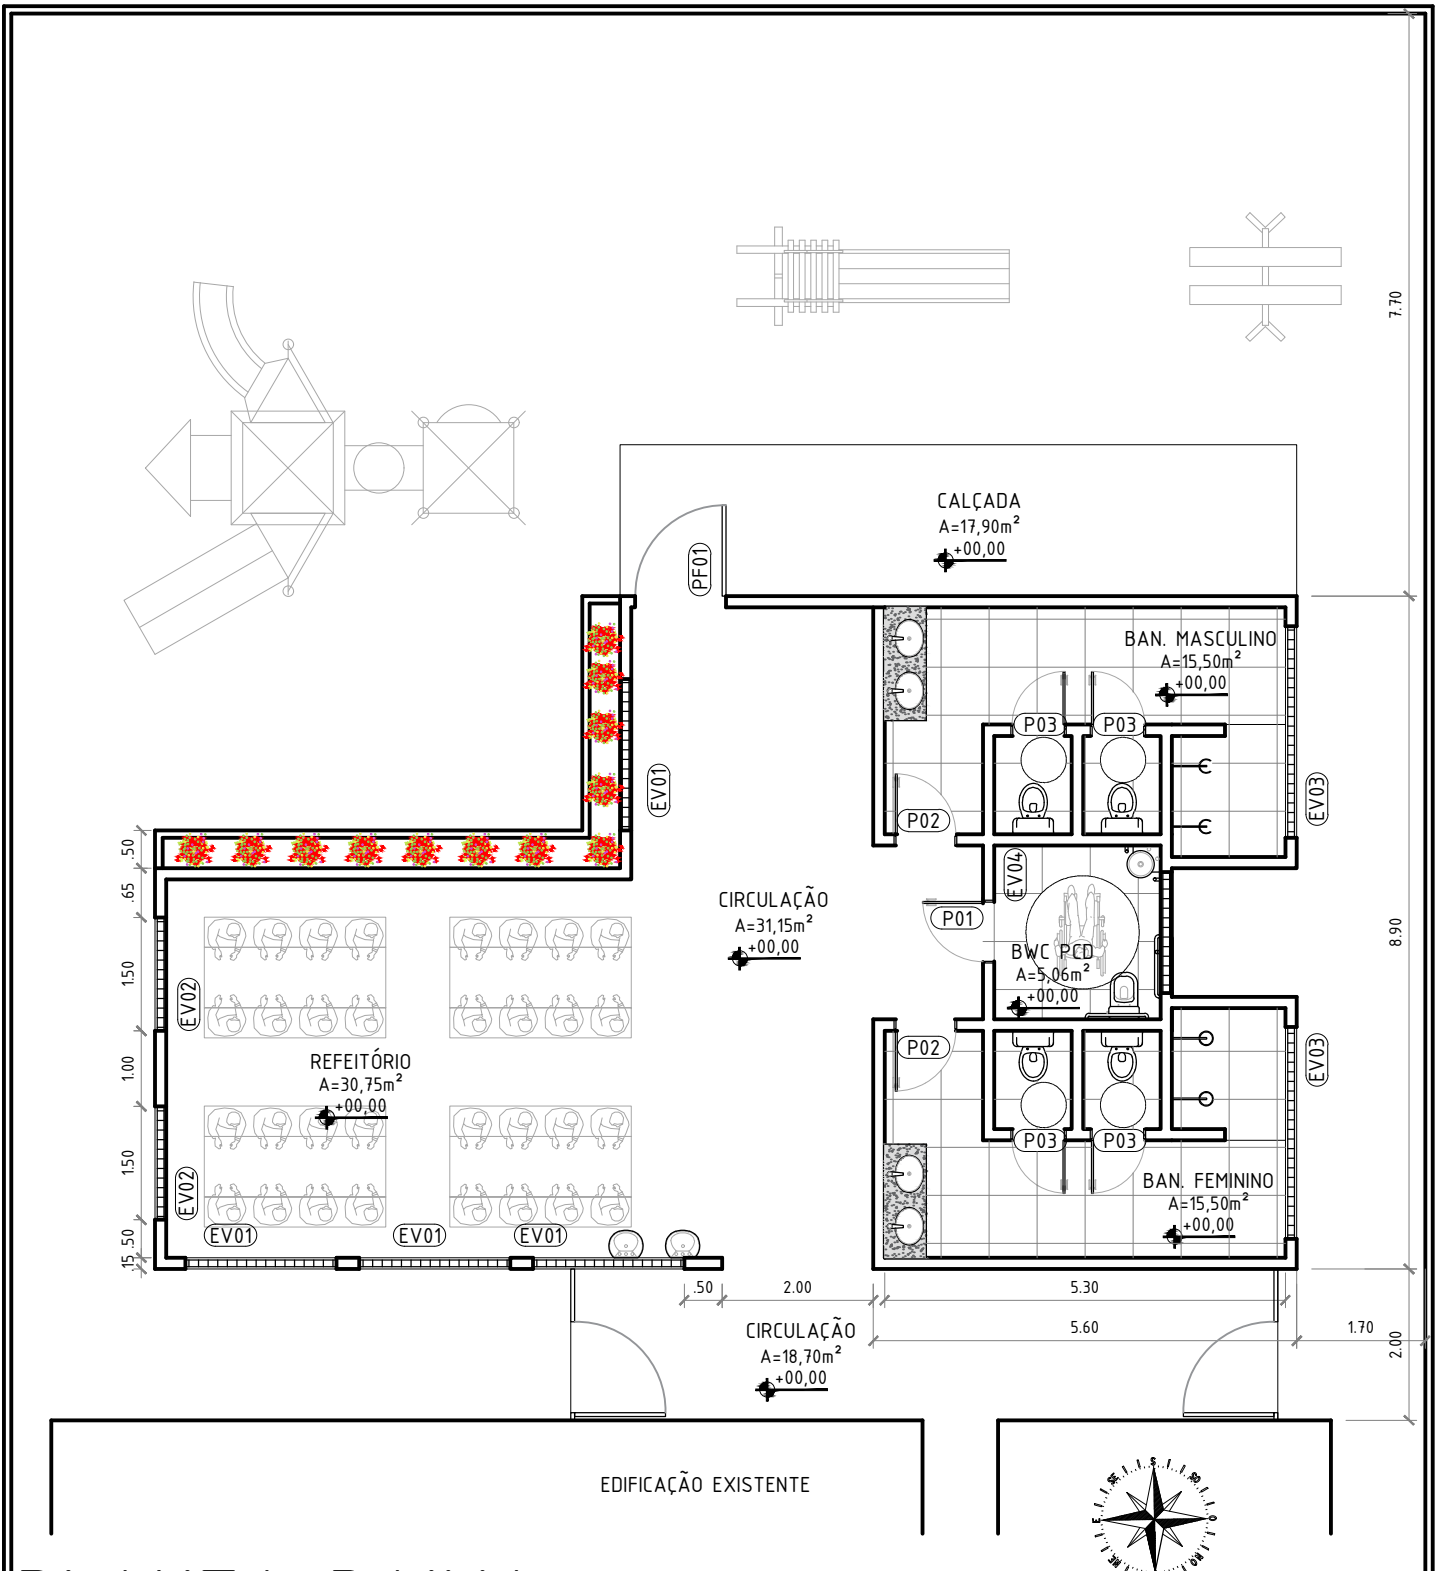 7.70
CALÇADA
A=17,90m²
+00,00
PF01
BAN. MASCULINO
A=15,50m²
+00,00
P03
P03
EV01
EV03
P02
.50
.65
EV04
CIRCULAÇÃO
A=31,15m²
+00,00
P01
8.90
BWC PCD
A=5,06m²
+00,00
1.50
EV02
REFEITÓRIO
A=30,75m²
+00,00
P02
EV03
1.00
P03
P03
1.50
EV02
BAN. FEMININO
A=15,50m²
+00,00
EV01
EV01
EV01
.50
.15
.50
2.00
5.30
CIRCULAÇÃO
A=18,70m²
+00,00
5.60
1.70
2.00
EDIFICAÇÃO EXISTENTE
SE
S
SO
E
O
NE
NO